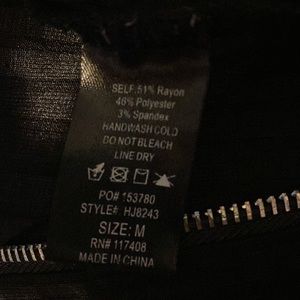 SELF: 51% Rayon
46% Polyester
3% Spandex
HANDWASH COLD
DO NOT BLEACH
LINE DRY
PO# 153780
STYLE# HJ8243
SIZE: M
RN# 117408
MADE IN CHINA